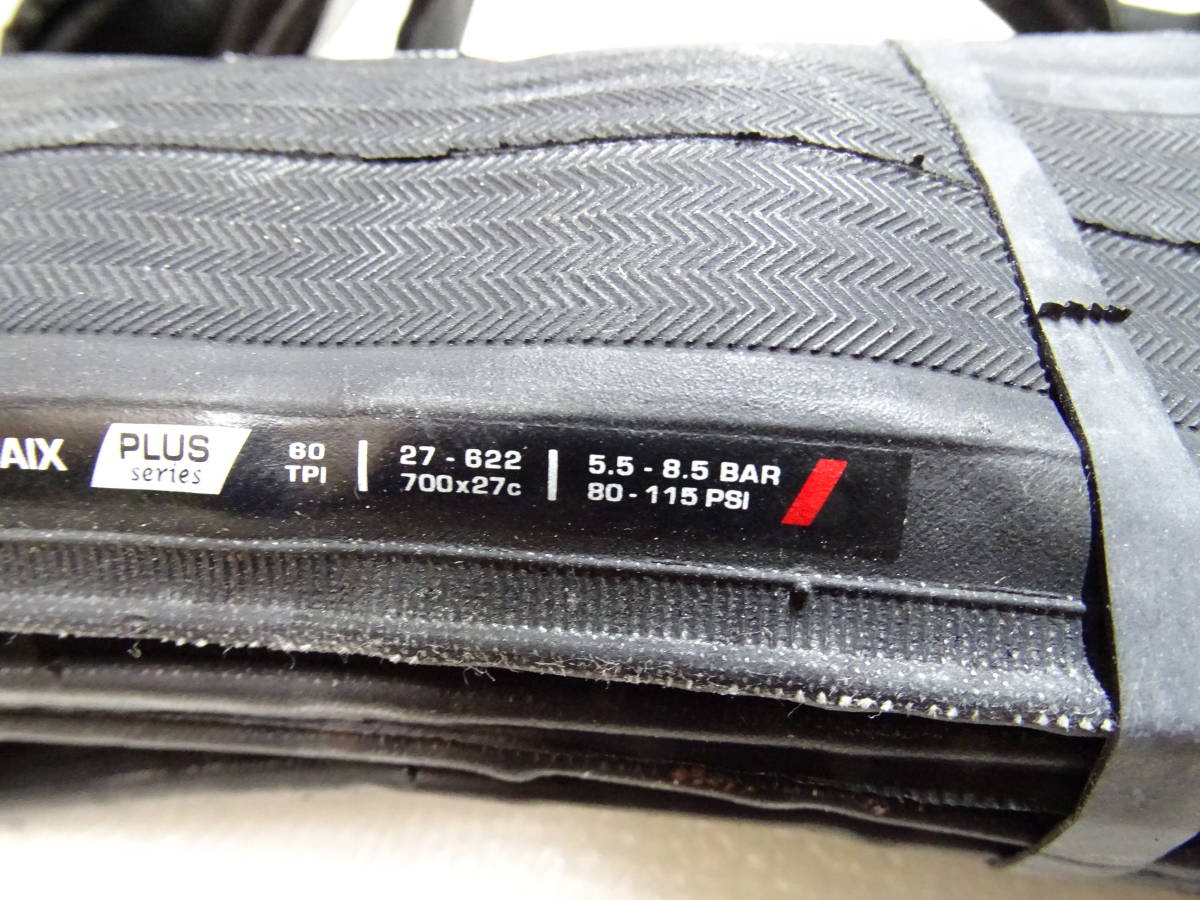 AIX
PLUS
series
60
TPI
27 - 622
700x27c
5.5 - 8.5 BAR
80 - 115 PSI